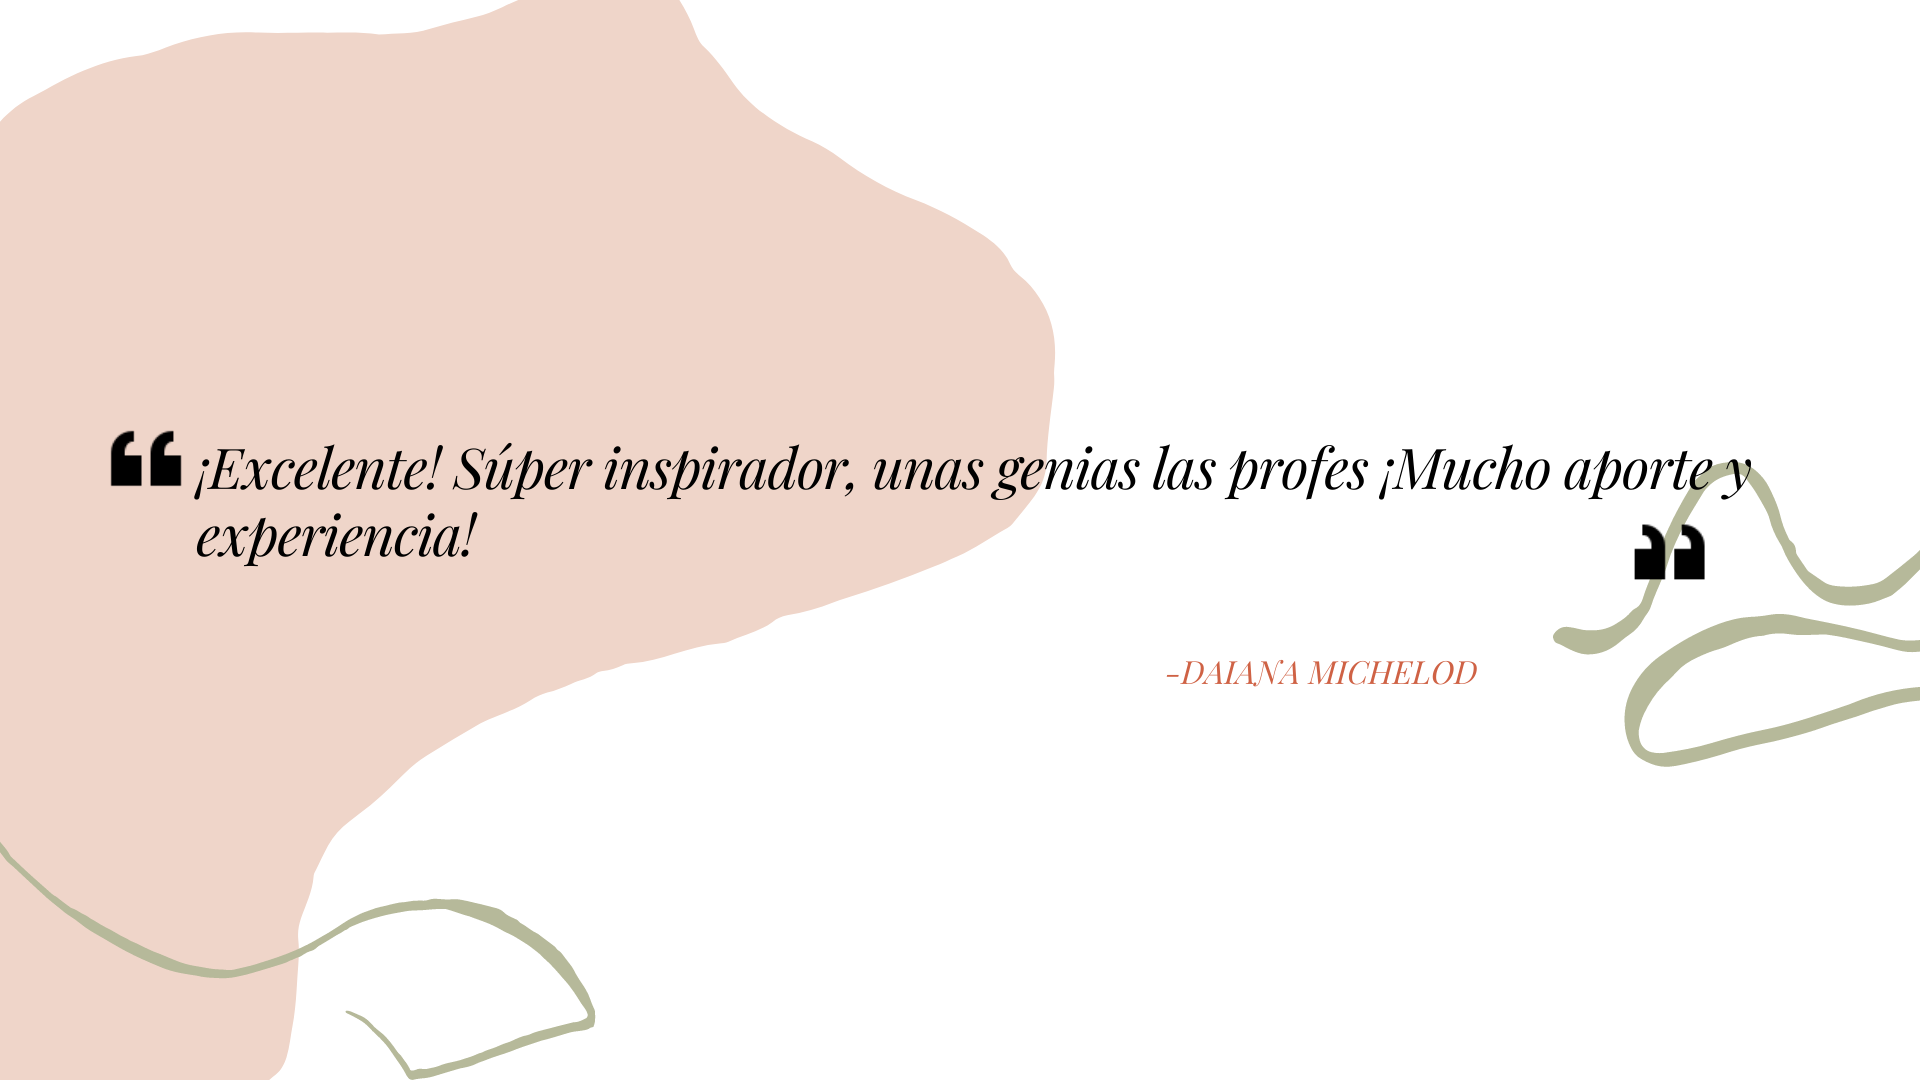 “¡Excelente! Súper inspirador, unas genias las profes ¡Mucho aporte y
experiencia!”
-DAIANA MICHELOD